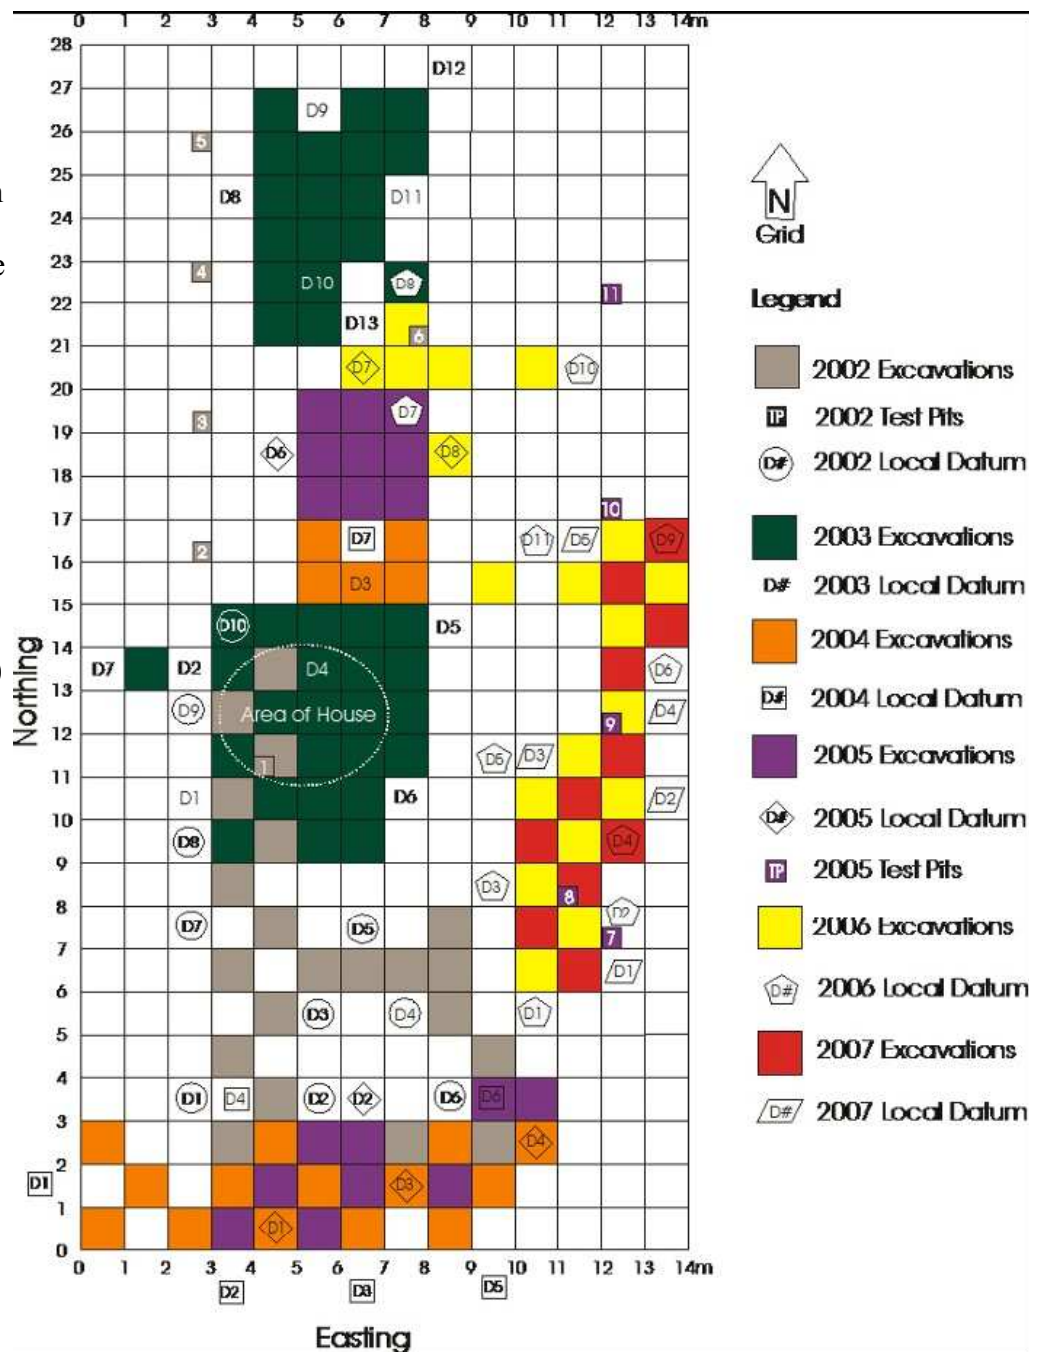 0 1 2 3 4 5 6 7 8 9 10 11 12 13 14m
28
D12
27
D9
26
5
25
D8 D11
24
23
4 D10 D8 11
22
D13 6
21
D7 D10
20
3 D7
19
D6 D8
18
10
17
2 D7 D11 D5 D9
16
D3
15
D10 D5
14
D7 D2 D4 D6
13
D9 Area of House 9 D4
12
1 D3
11
D1 D6 D2
10
D8 D4
9
D3 8
8
D7 D5 D2 7
7
D1
6
D3 D4 D1
5
4
D1 D4 D2 D2 D6 D6
3
D4
2
D1 D3
1
D1
0
0 1 2 3 4 5 6 7 8 9 10 11 12 13 14m
D2 D3 D5
Easting
Northing
N
Grid
Legend
2002 Excavations
TP 2002 Test Pits
D# 2002 Local Datum
2003 Excavations
D# 2003 Local Datum
2004 Excavations
D# 2004 Local Datum
2005 Excavations
D# 2005 Local Datum
TP 2005 Test Pits
2006 Excavations
D# 2006 Local Datum
2007 Excavations
D# 2007 Local Datum